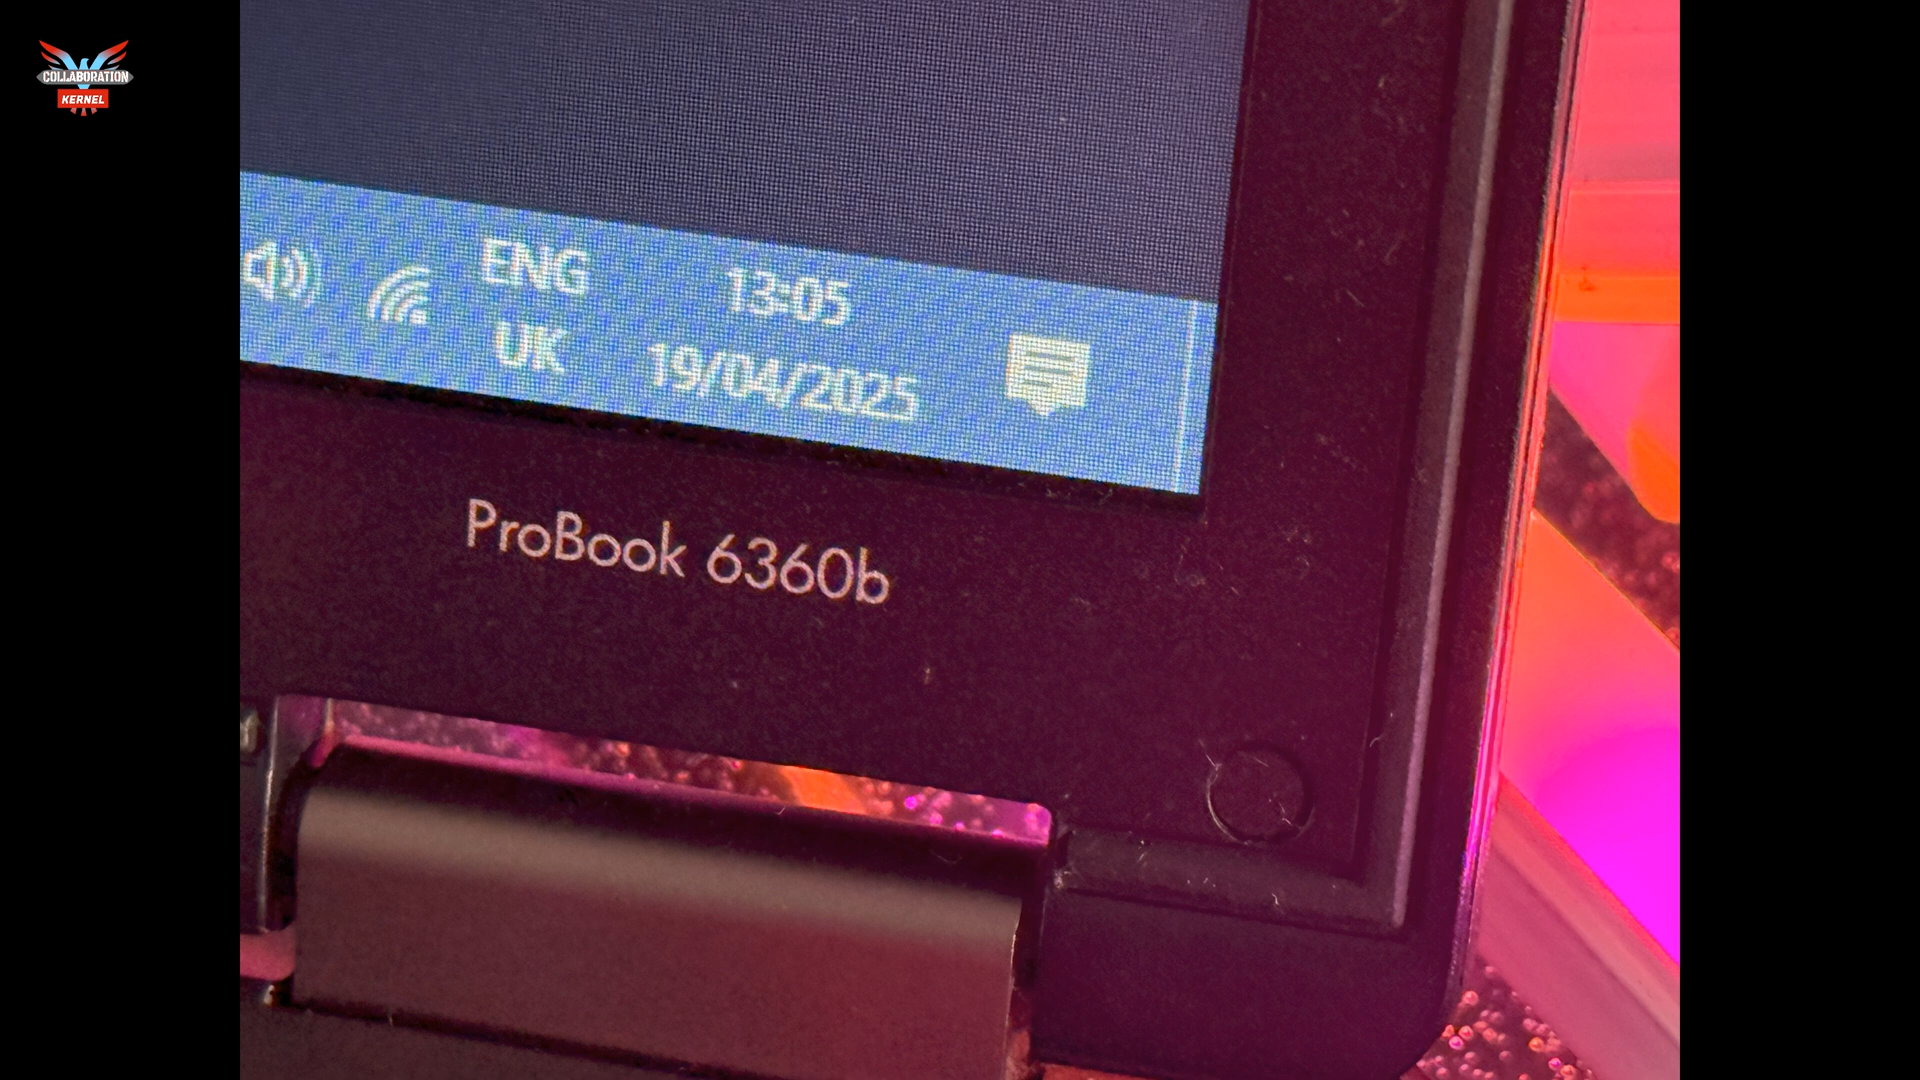 COLLABORATION
KERNEL
ENG
UK
13:05
19/04/2025
ProBook 6360b